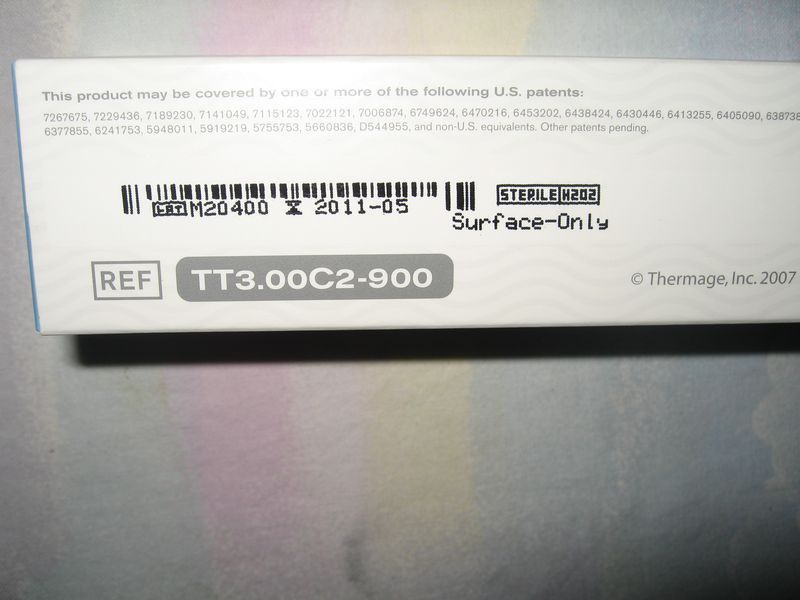 This product may be covered by one or more of the following U.S. patents:
7267675, 7229436, 7189230, 7141049, 7115123, 7022121, 7006874, 6749624, 6470216, 6453202, 6438424, 6430446, 6413255, 6405090,
6377855, 6241753, 5948011, 5919219, 5755753, 5660836, D544955, and non-U.S. equivalents. Other patents pending.
LOT M20400 2011-05 STERILE H2O2
Surface-Only
REF TT3.00C2-900
© Thermage, Inc. 2007